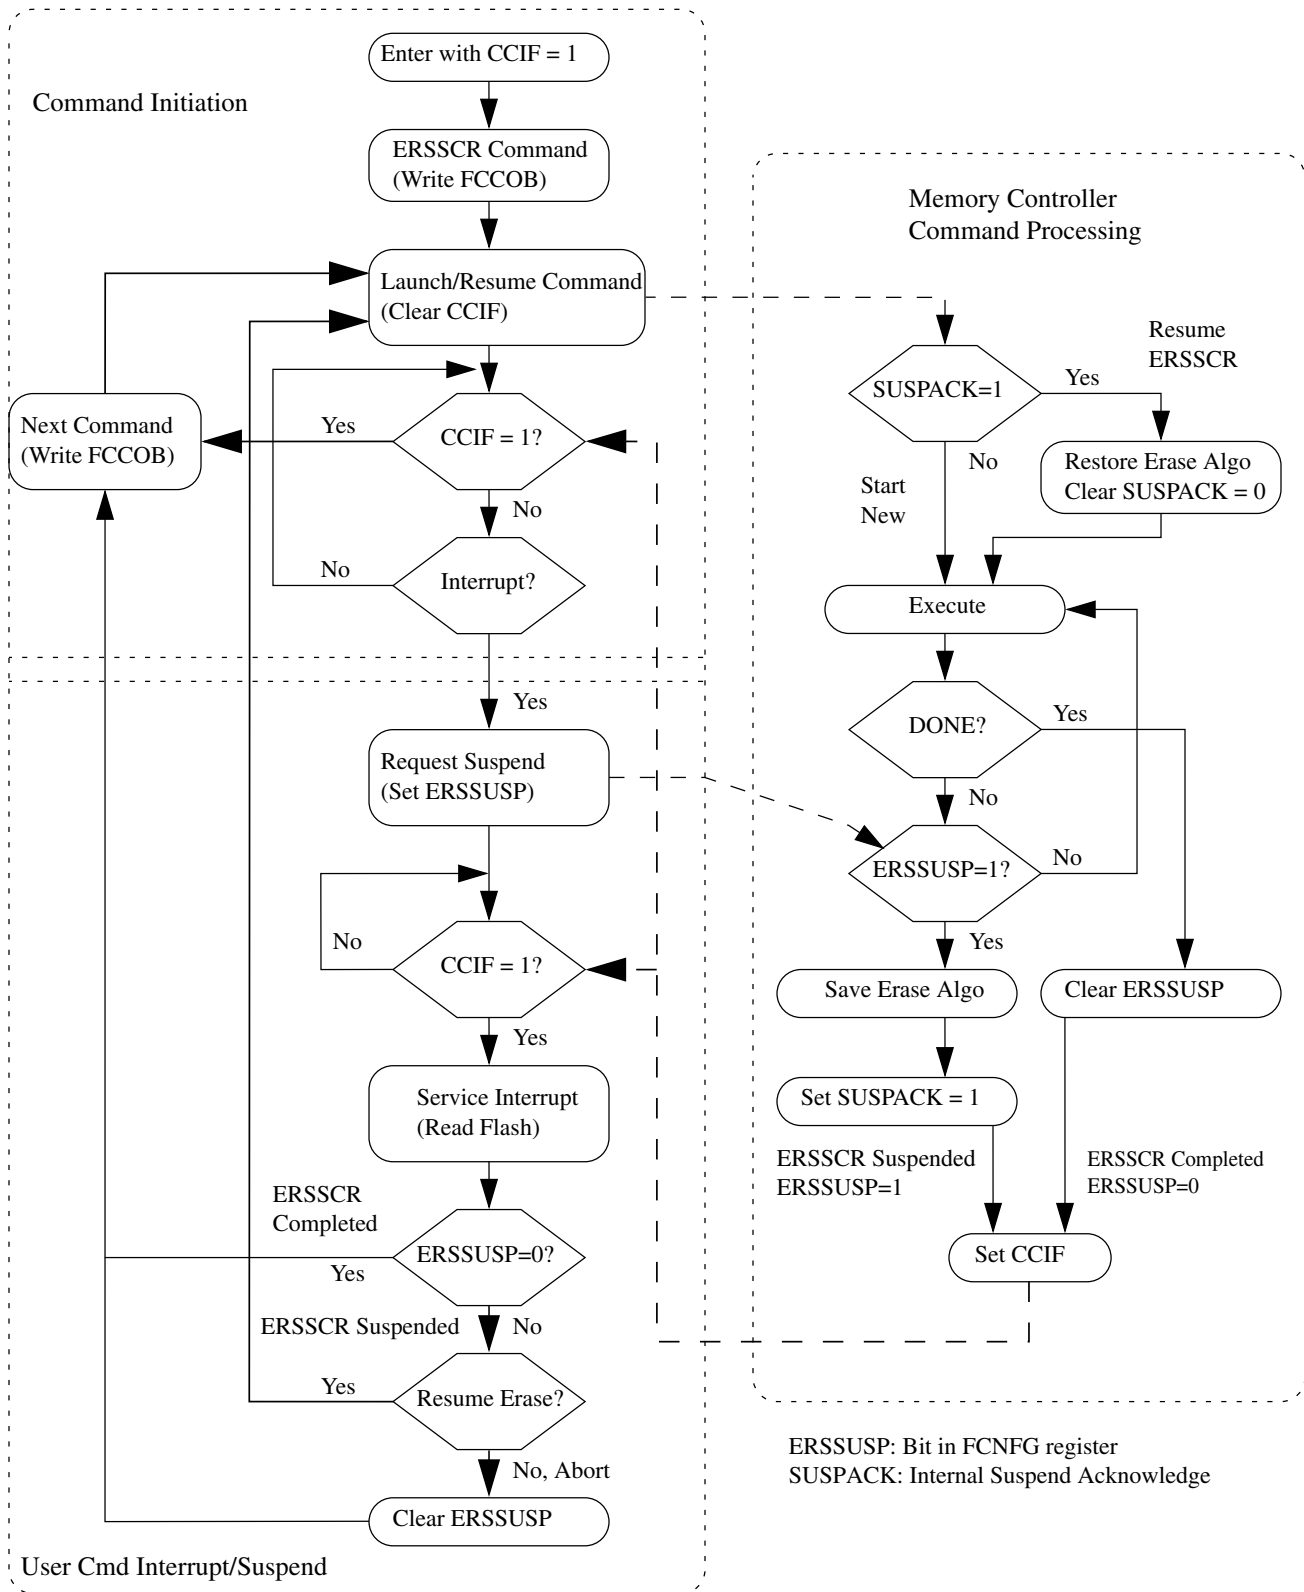 Enter with CCIF = 1
Command Initiation
ERSSCR Command
(Write FCCOB)
Launch/Resume Command
(Clear CCIF)
Next Command
(Write FCCOB)
Yes
CCIF = 1?
No
No
Interrupt?
Yes
Request Suspend
(Set ERSSUSP)
No
CCIF = 1?
Yes
Service Interrupt
(Read Flash)
ERSSCR
Completed
ERSSUSP=0?
Yes
ERSSCR Suspended
No
Yes
Resume Erase?
No, Abort
Clear ERSSUSP
User Cmd Interrupt/Suspend
Memory Controller
Command Processing
Resume
ERSSCR
SUSPACK=1
Yes
No
Restore Erase Algo
Clear SUSPACK = 0
Start
New
Execute
DONE?
Yes
No
ERSSUSP=1?
No
Yes
Save Erase Algo
Clear ERSSUSP
Set SUSPACK = 1
ERSSCR Suspended
ERSSUSP=1
ERSSCR Completed
ERSSUSP=0
Set CCIF
ERSSUSP: Bit in FCNFG register
SUSPACK: Internal Suspend Acknowledge